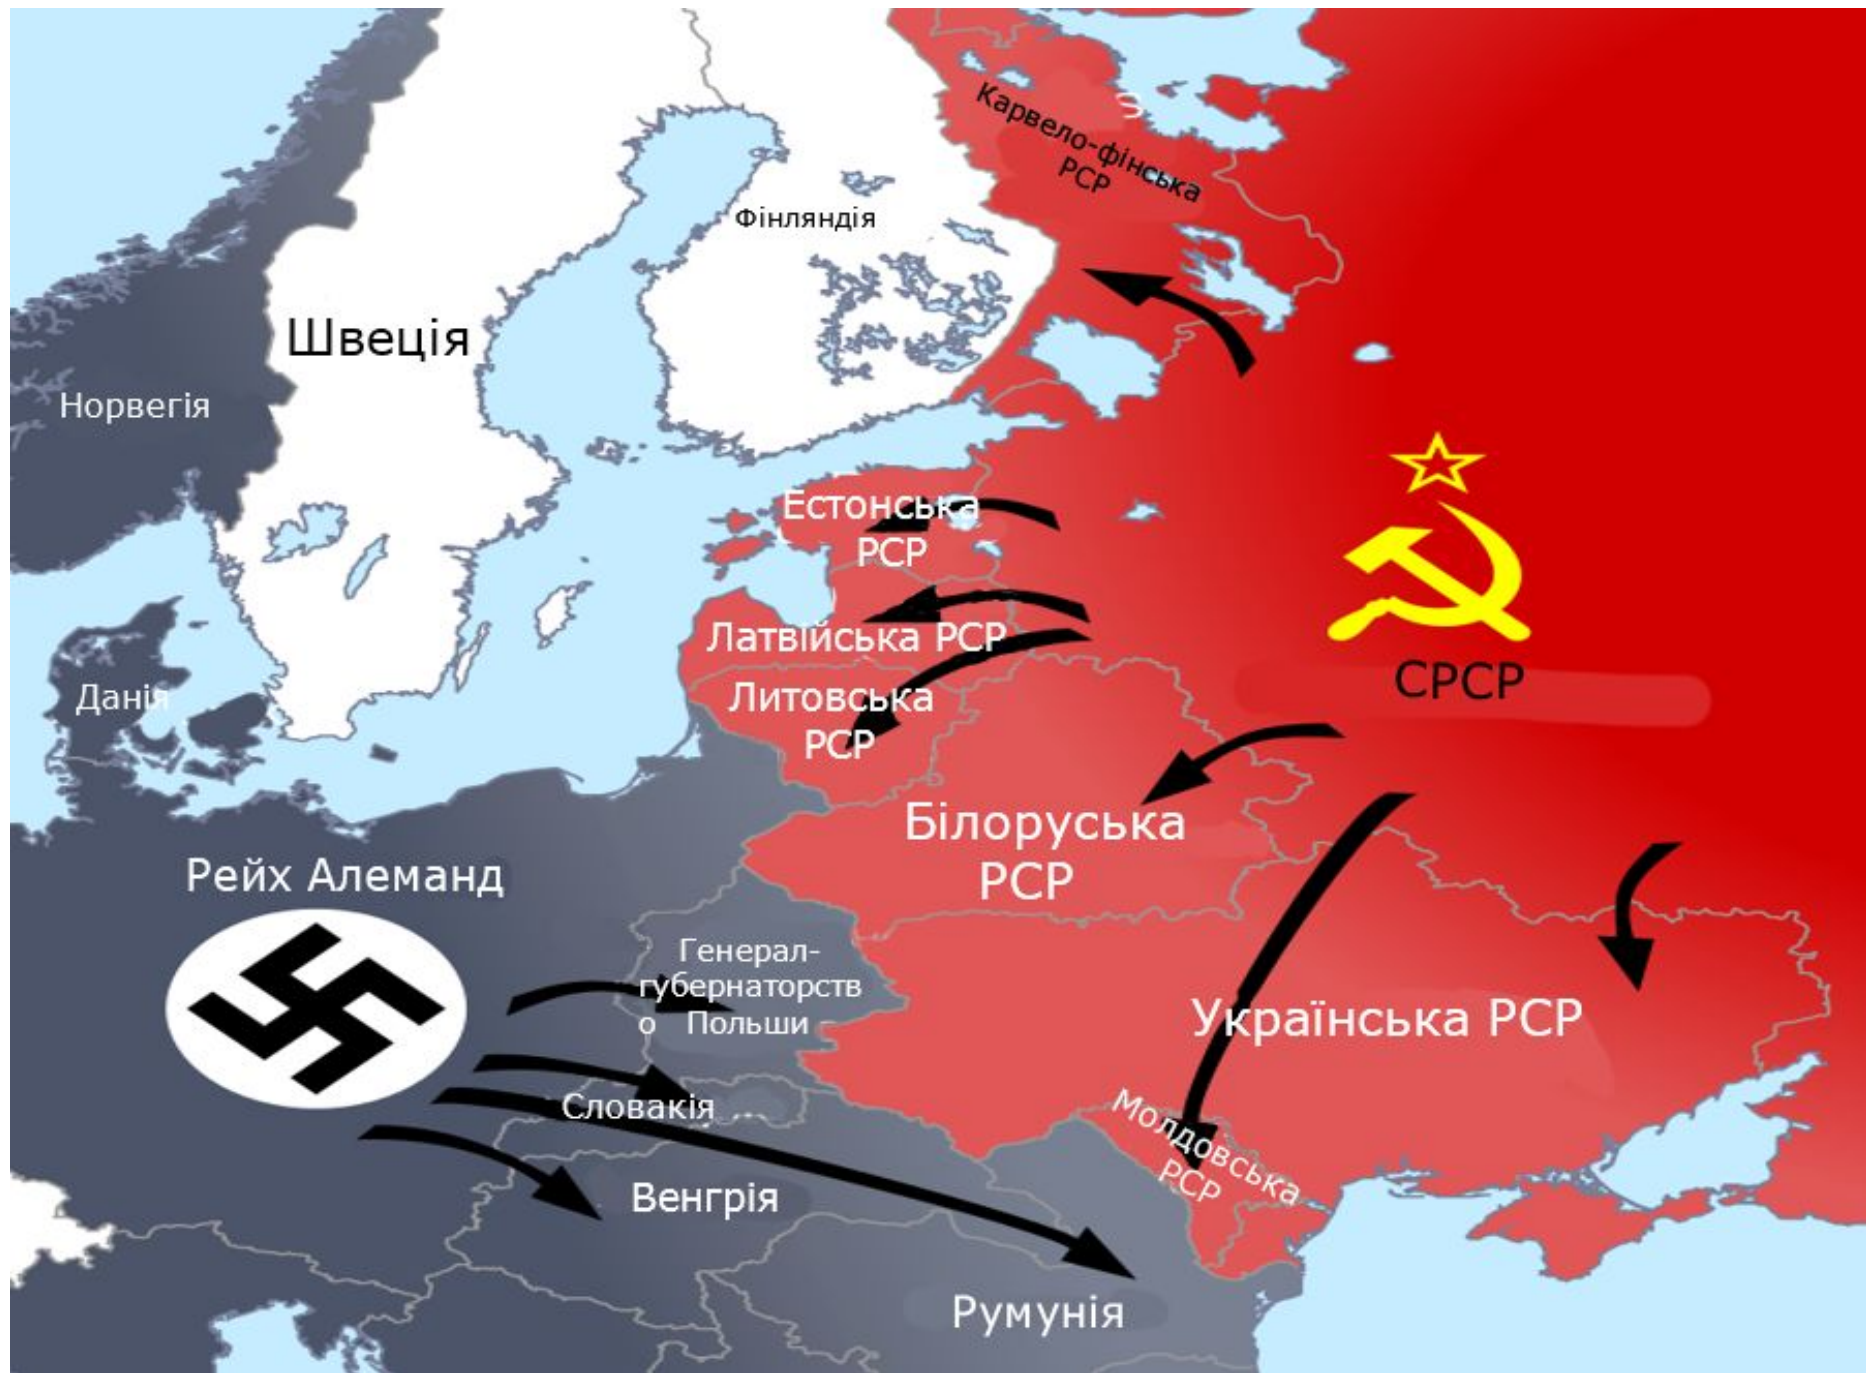 Карвело-фінська
РСР
Фінляндія
Швеція
Норвегія
Естонська
РСР
Латвійська РСР
СРСР
Данія
Литовська
РСР
Білоруська
РСР
Рейх Алеманд
Генерал-
губернаторств
о Польши
Українська РСР
Словакія
Молдовська
РСР
Венгрія
Румунія